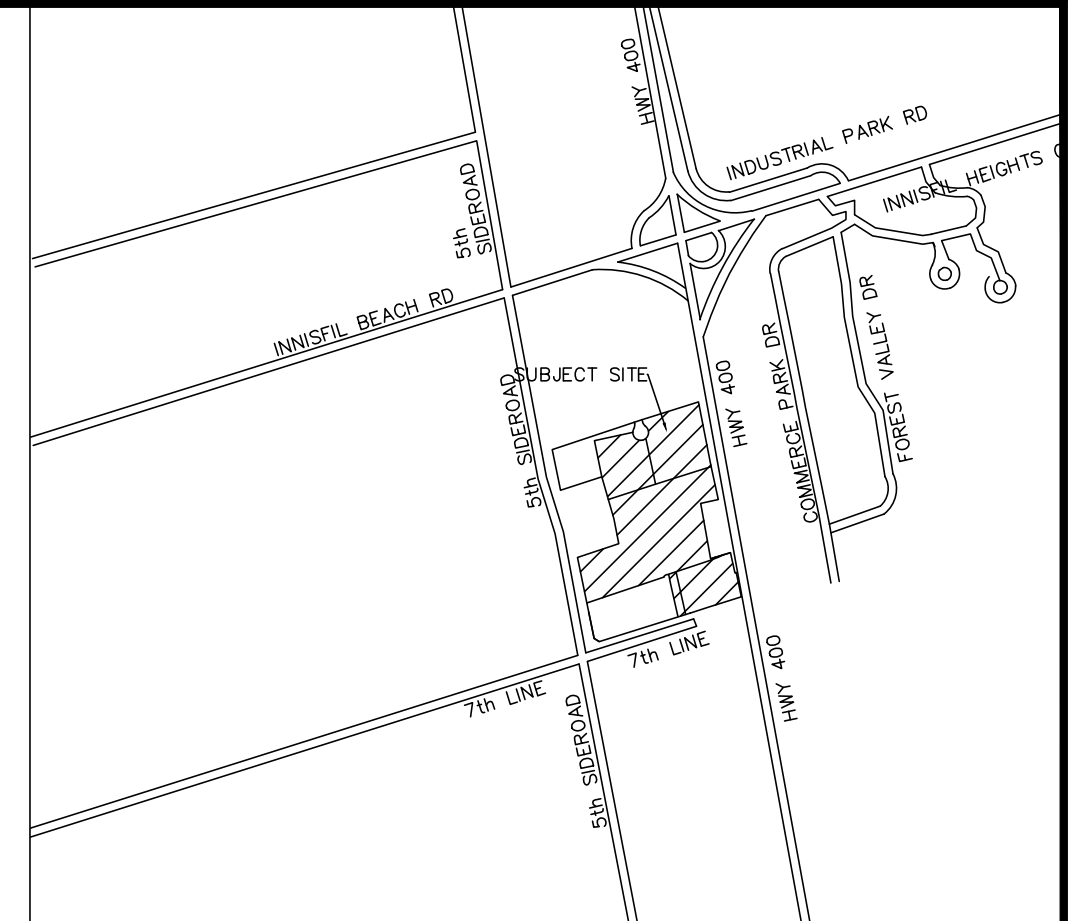 HWY 400
INDUSTRIAL PARK RD
INNISFIL HEIGHTS
5th
SIDEROAD
INNISFIL BEACH RD
SUBJECT SITE
5th SIDEROAD
HWY 400
COMMERCE PARK DR
FOREST VALLEY DR
7th LINE
7th LINE
HWY 400
5th SIDEROAD